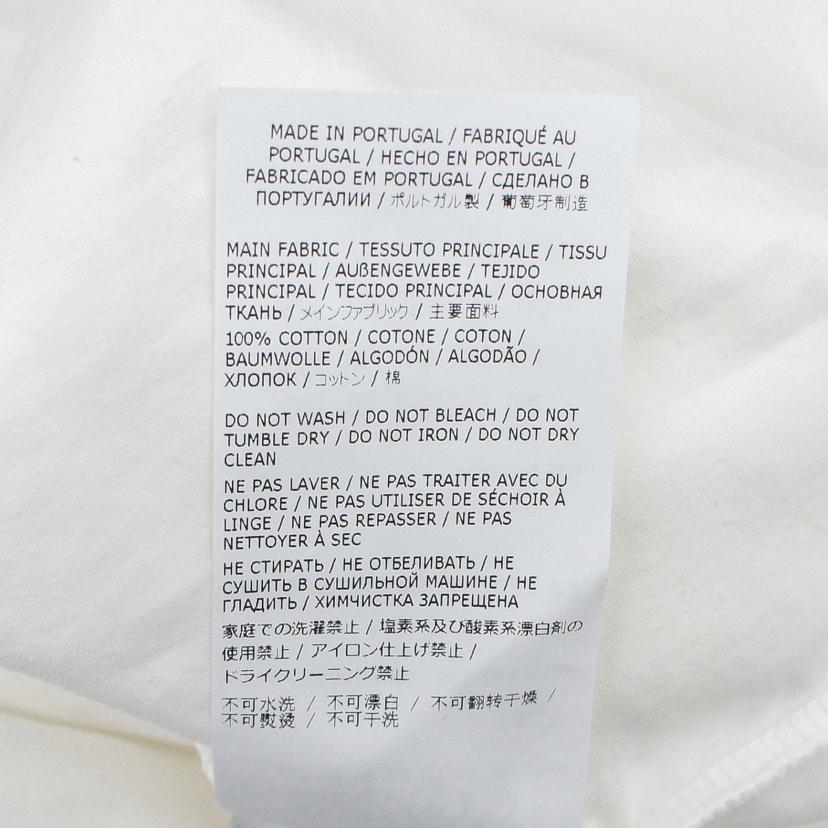 MADE IN PORTUGAL / FABRIQUÉ AU
PORTUGAL / HECHO EN PORTUGAL /
FABRICADO EM PORTUGAL / СДЕЛАНО В
ПОРТУГАЛИИ / ポルトガル製 / 葡萄牙制造
MAIN FABRIC / TESSUTO PRINCIPALE / TISSU
PRINCIPAL / AUßENGEWEBE / TEJIDO
PRINCIPAL / TECIDO PRINCIPAL / ОСНОВНАЯ
ТКАНЬ / メインファブリック / 主要面料
100% COTTON / COTONE / COTON /
BAUMWOLLE / ALGODÓN / ALGODÃO /
ХЛОПОК / コットン / 棉
DO NOT WASH / DO NOT BLEACH / DO NOT
TUMBLE DRY / DO NOT IRON / DO NOT DRY
CLEAN
NE PAS LAVER / NE PAS TRAITER AVEC DU
CHLORE / NE PAS UTILISER DE SÉCHOIR À
LINGE / NE PAS REPASSER / NE PAS
NETTOYER À SEC
НЕ СТИРАТЬ / НЕ ОТБЕЛИВАТЬ / НЕ
СУШИТЬ В СУШИЛЬНОЙ МАШИНЕ / НЕ
ГЛАДИТЬ / ХИМЧИСТКА ЗАПРЕЩЕНА
家庭での洗濯禁止 / 塩素系及び酸素系漂白剤の
使用禁止 / アイロン仕上げ禁止 /
ドライクリーニング禁止
不可水洗 / 不可漂白 / 不可翻转干燥 /
不可熨烫 / 不可干洗